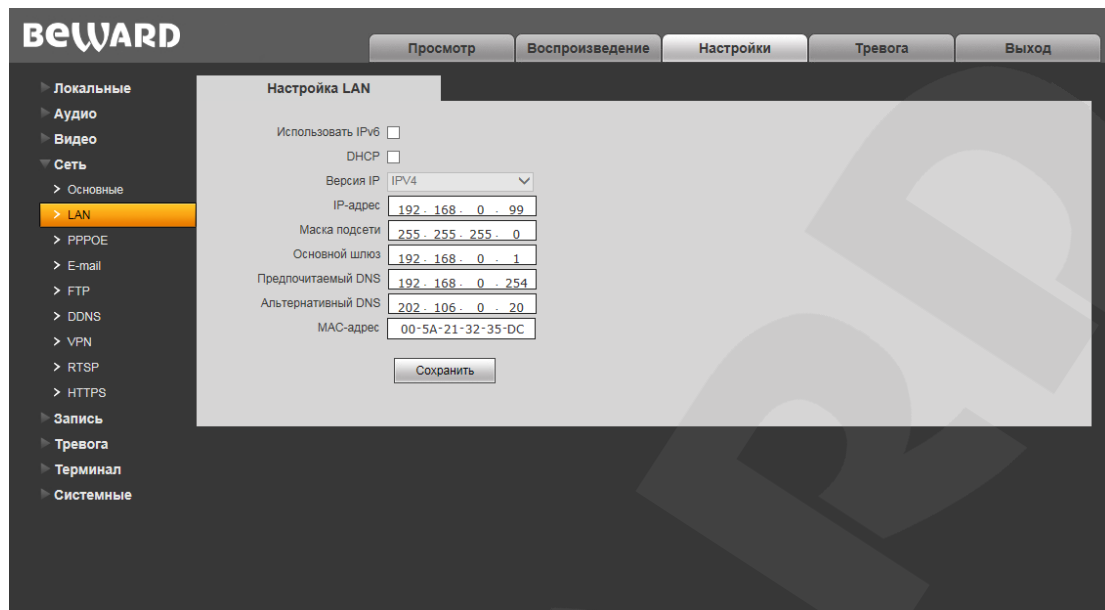 BEWARD
Просмотр Воспроизведение Настройки Тревога Выход
Локальные
Аудио
Видео
Сеть
Основные
LAN
PPPOE
E-mail
FTP
DDNS
VPN
RTSP
HTTPS
Запись
Тревога
Терминал
Системные
Настройка LAN
Использовать IPv6
DHCP
Версия IP IPV4
IP-адрес 192. 168. 0 . 99
Маска подсети 255. 255. 255. 0
Основной шлюз 192. 168. 0 . 1
Предпочитаемый DNS 192. 168. 0 . 254
Альтернативный DNS 202. 106. 0 . 20
MAC-адрес 00-5A-21-32-35-DC
Сохранить